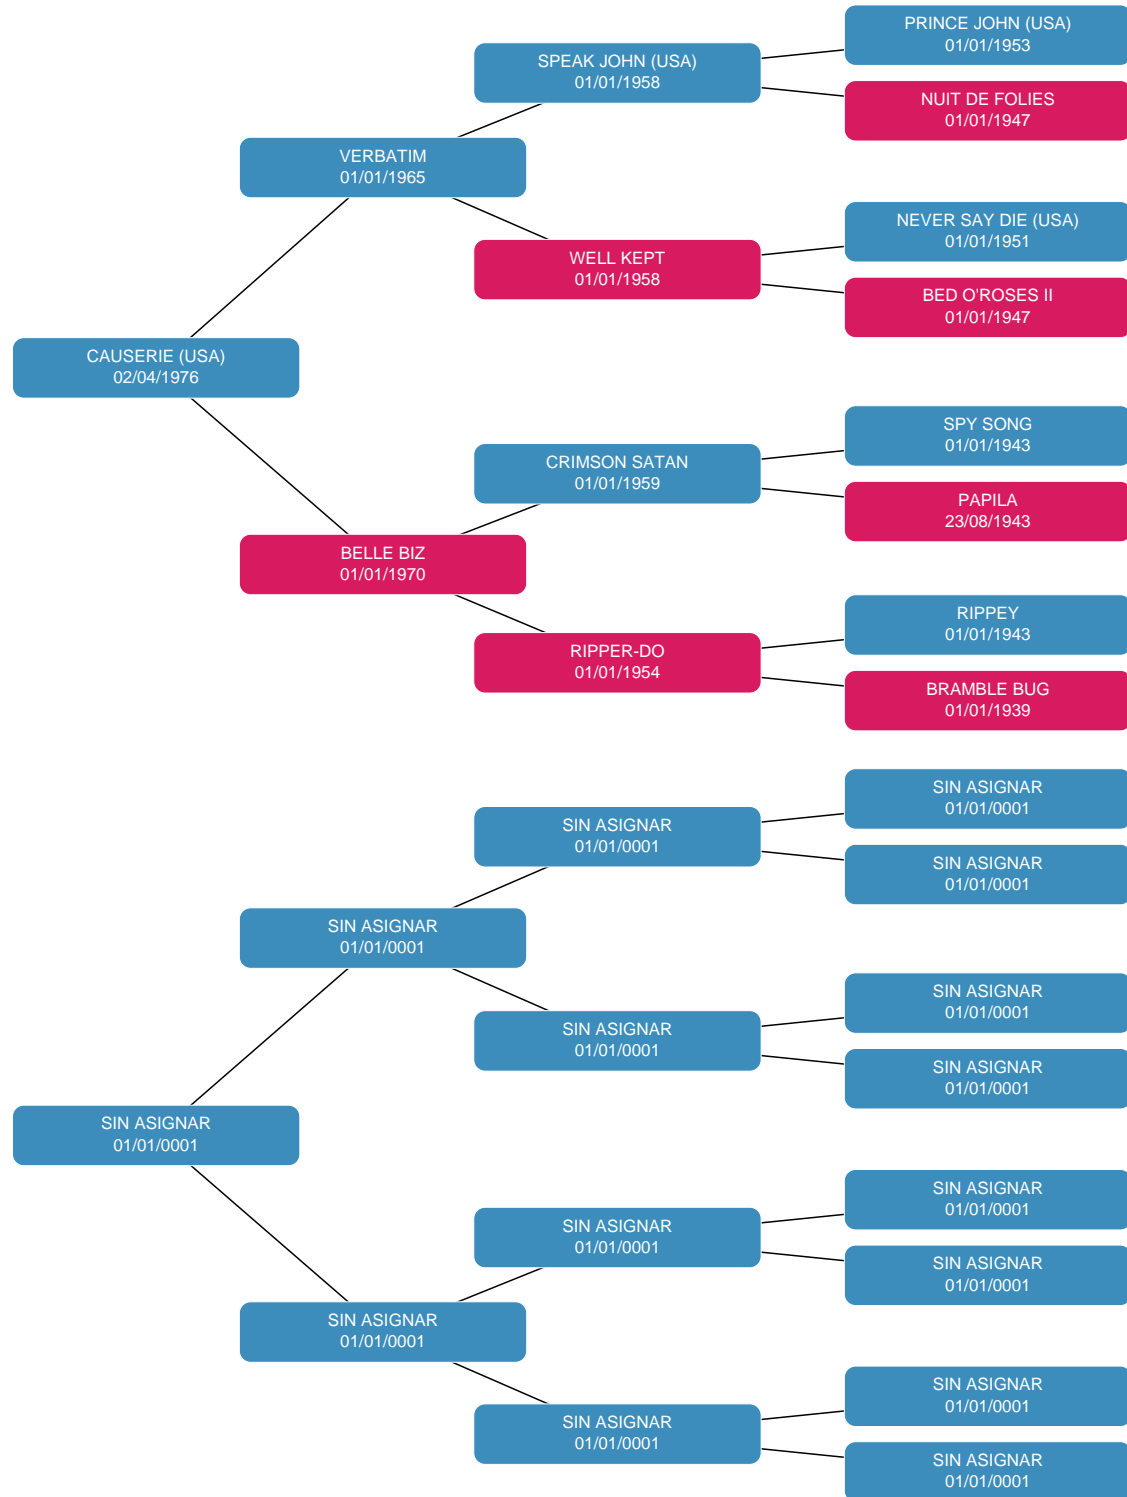 PRINCE JOHN (USA)
01/01/1953
SPEAK JOHN (USA)
01/01/1958
NUIT DE FOLIES
01/01/1947
VERBATIM
01/01/1965
NEVER SAY DIE (USA)
01/01/1951
WELL KEPT
01/01/1958
BED O'ROSES II
01/01/1947
CAUSERIE (USA)
02/04/1976
SPY SONG
01/01/1943
CRIMSON SATAN
01/01/1959
PAPILA
23/08/1943
BELLE BIZ
01/01/1970
RIPPEY
01/01/1943
RIPPER-DO
01/01/1954
BRAMBLE BUG
01/01/1939
SIN ASIGNAR
01/01/0001
SIN ASIGNAR
01/01/0001
SIN ASIGNAR
01/01/0001
SIN ASIGNAR
01/01/0001
SIN ASIGNAR
01/01/0001
SIN ASIGNAR
01/01/0001
SIN ASIGNAR
01/01/0001
SIN ASIGNAR
01/01/0001
SIN ASIGNAR
01/01/0001
SIN ASIGNAR
01/01/0001
SIN ASIGNAR
01/01/0001
SIN ASIGNAR
01/01/0001
SIN ASIGNAR
01/01/0001
SIN ASIGNAR
01/01/0001
SIN ASIGNAR
01/01/0001